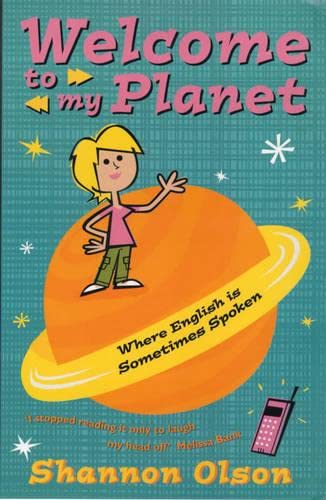 Welcome
to my Planet
Where English is
Sometimes Spoken
'I stopped reading it only to laugh
my head off' Melissa Bank
Shannon Olson